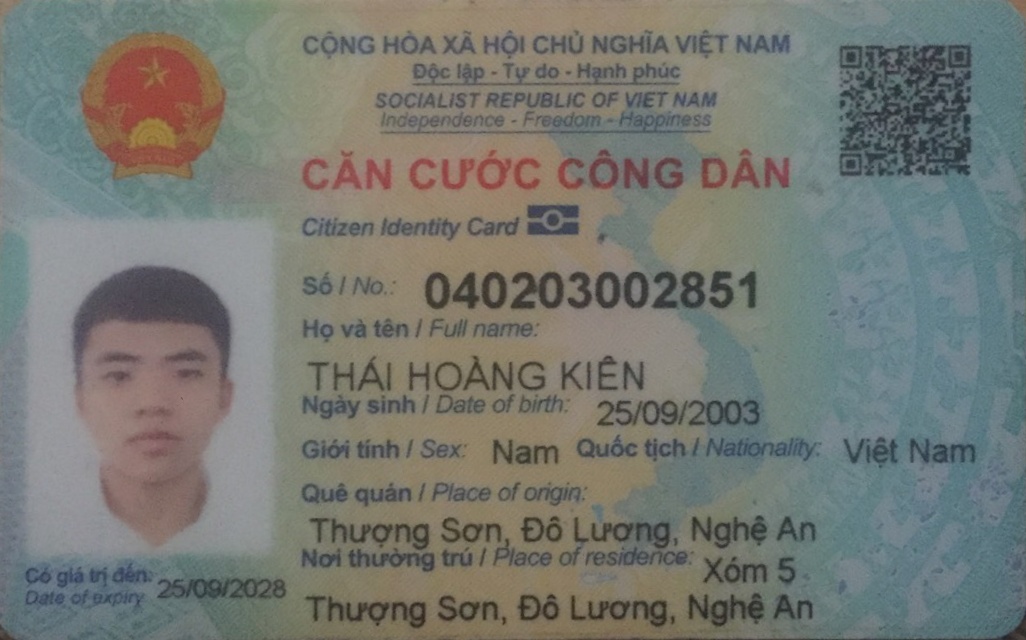 CỘNG HÒA XÃ HỘI CHỦ NGHĨA VIỆT NAM
Độc lập - Tự do - Hạnh phúc
SOCIALIST REPUBLIC OF VIET NAM
Independence - Freedom - Happiness
CĂN CƯỚC CÔNG DÂN
Citizen Identity Card
Số / No.: 040203002851
Họ và tên / Full name:
THÁI HOÀNG KIÊN
Ngày sinh / Date of birth: 25/09/2003
Giới tính / Sex: Nam Quốc tịch / Nationality: Việt Nam
Quê quán / Place of origin:
Thượng Sơn, Đô Lương, Nghệ An
Nơi thường trú / Place of residence: Xóm 5
Thượng Sơn, Đô Lương, Nghệ An
Có giá trị đến: 25/09/2028
Date of expiry